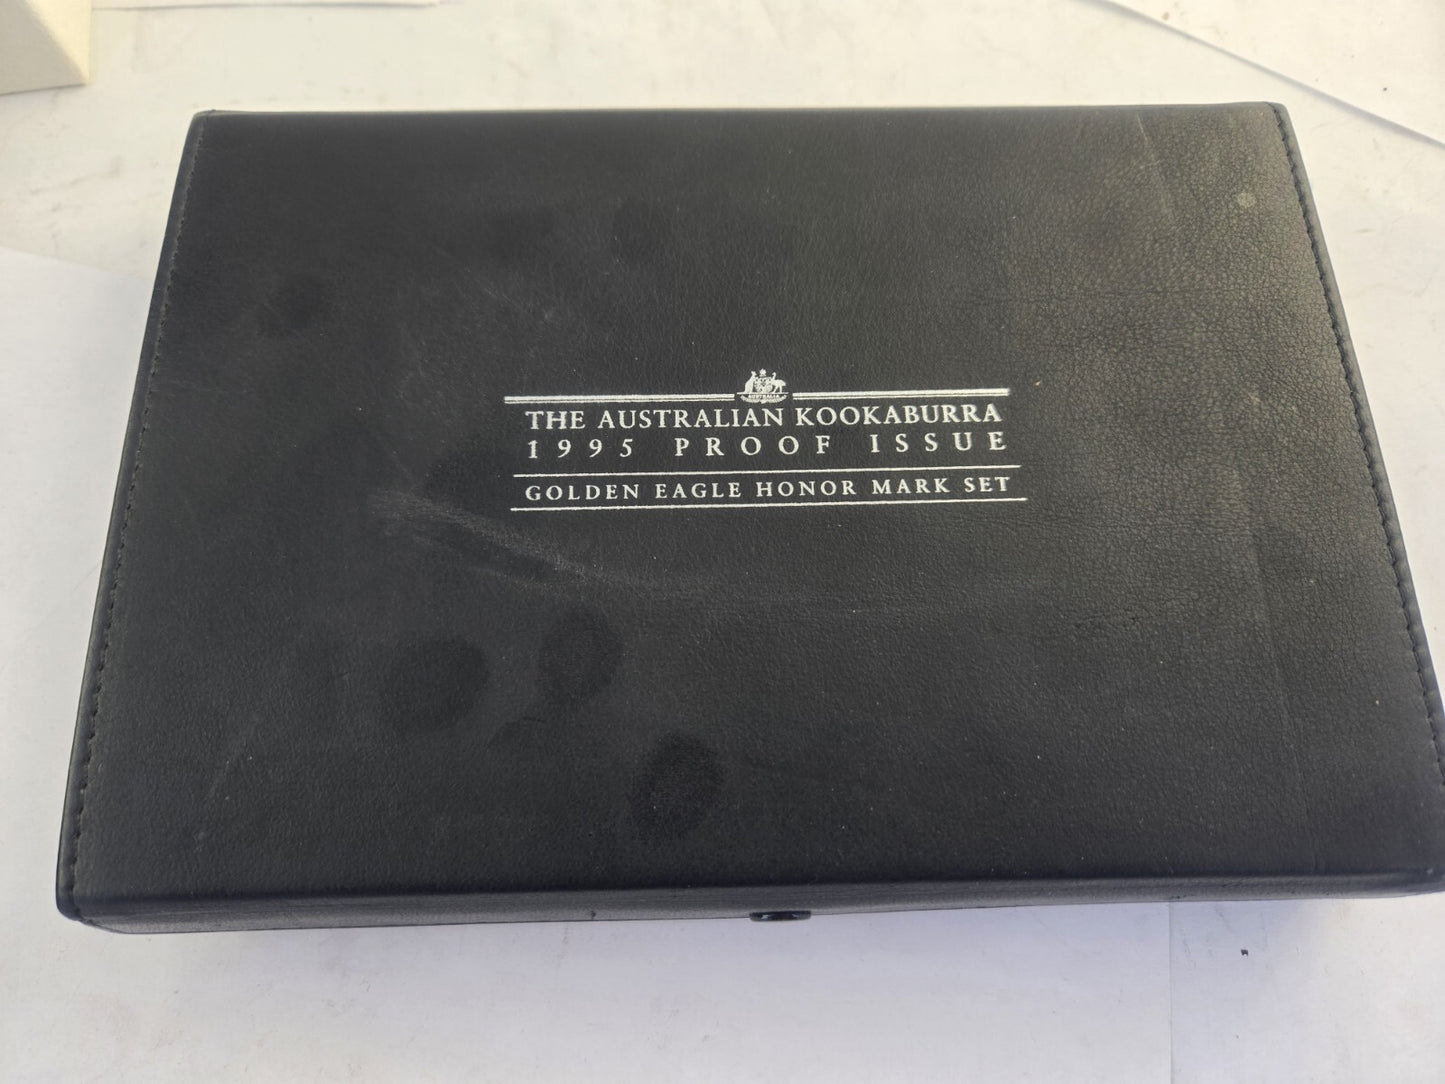 AUSTRALIA
THE AUSTRALIAN KOOKABURRA
1995 PROOF ISSUE
GOLDEN EAGLE HONOR MARK SET